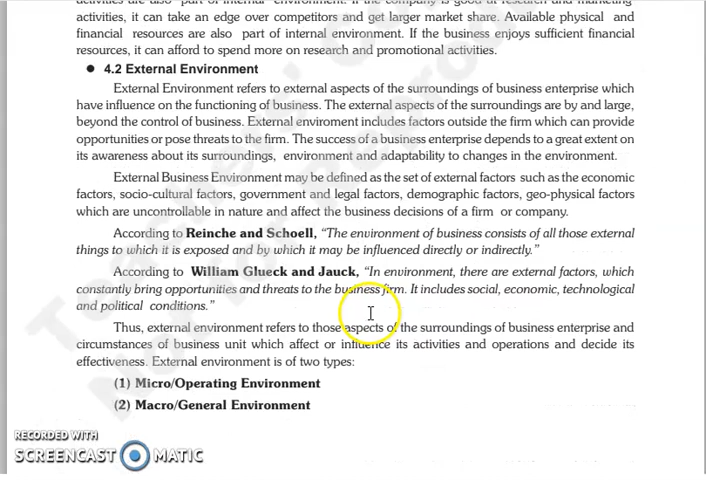 activities, it can take an edge over competitors and get larger market share. Available physical and
financial resources are also part of internal environment. If the business enjoys sufficient financial
resources, it can afford to spend more on research and promotional activities.
● 4.2 External Environment
External Environment refers to external aspects of the surroundings of business enterprise which
have influence on the functioning of business. The external aspects of the surroundings are by and large,
beyond the control of business. External enviroment includes factors outside the firm which can provide
opportunities or pose threats to the firm. The success of a business enterprise depends to a great extent on
its awareness about its surroundings, environment and adaptability to changes in the environment.
External Business Environment may be defined as the set of external factors such as the economic
factors, socio-cultural factors, government and legal factors, demographic factors, geo-physical factors
which are uncontrollable in nature and affect the business decisions of a firm or company.
According to Reinche and Schoell, “The environment of business consists of all those external
things to which it is exposed and by which it may be influenced directly or indirectly.”
According to William Glueck and Jauck, “In environment, there are external factors, which
constantly bring opportunities and threats to the business firm. It includes social, economic, technological
and political conditions.”
Thus, external environment refers to those aspects of the surroundings of business enterprise and
circumstances of business unit which affect or influence its activities and operations and decide its
effectiveness. External environment is of two types:
(1) Micro/Operating Environment
(2) Macro/General Environment
RECORDED WITH
SCREENCAST MATIC